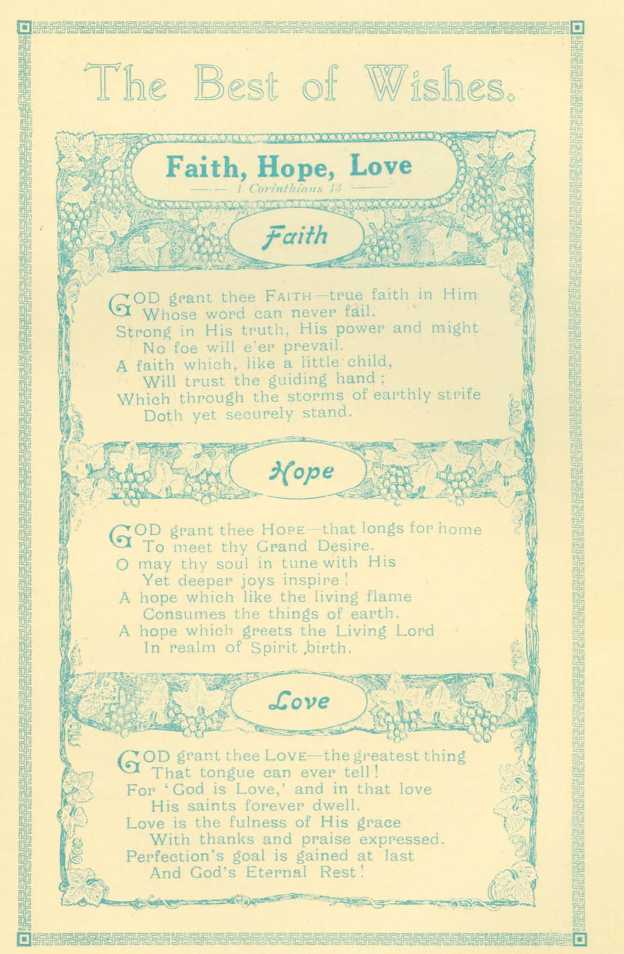 The Best of Wishes.
Faith, Hope, Love
1 Corinthians 13
Faith
GOD grant thee FAITH—true faith in Him
Whose word can never fail.
Strong in His truth, His power and might
No foe will e'er prevail.
A faith which, like a little child,
Will trust the guiding hand;
Which through the storms of earthly strife
Doth yet securely stand.
Hope
GOD grant thee HOPE—that longs for home
To meet thy Grand Desire.
O may thy soul in tune with His
Yet deeper joys inspire!
A hope which like the living flame
Consumes the things of earth.
A hope which greets the Living Lord
In realm of Spirit birth.
Love
GOD grant thee LOVE—the greatest thing
That tongue can ever tell!
For 'God is Love,' and in that love
His saints forever dwell.
Love is the fulness of His grace
With thanks and praise expressed.
Perfection's goal is gained at last
And God's Eternal Rest!